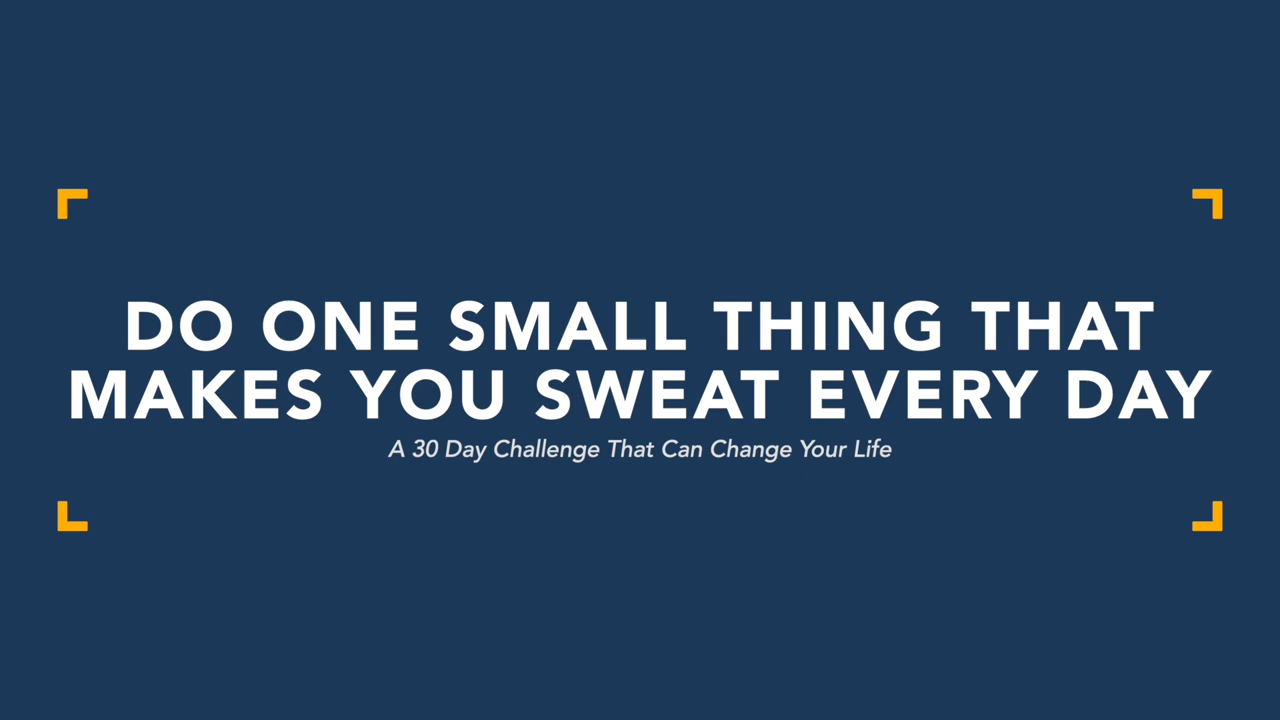 DO ONE SMALL THING THAT
MAKES YOU SWEAT EVERY DAY
A 30 Day Challenge That Can Change Your Life